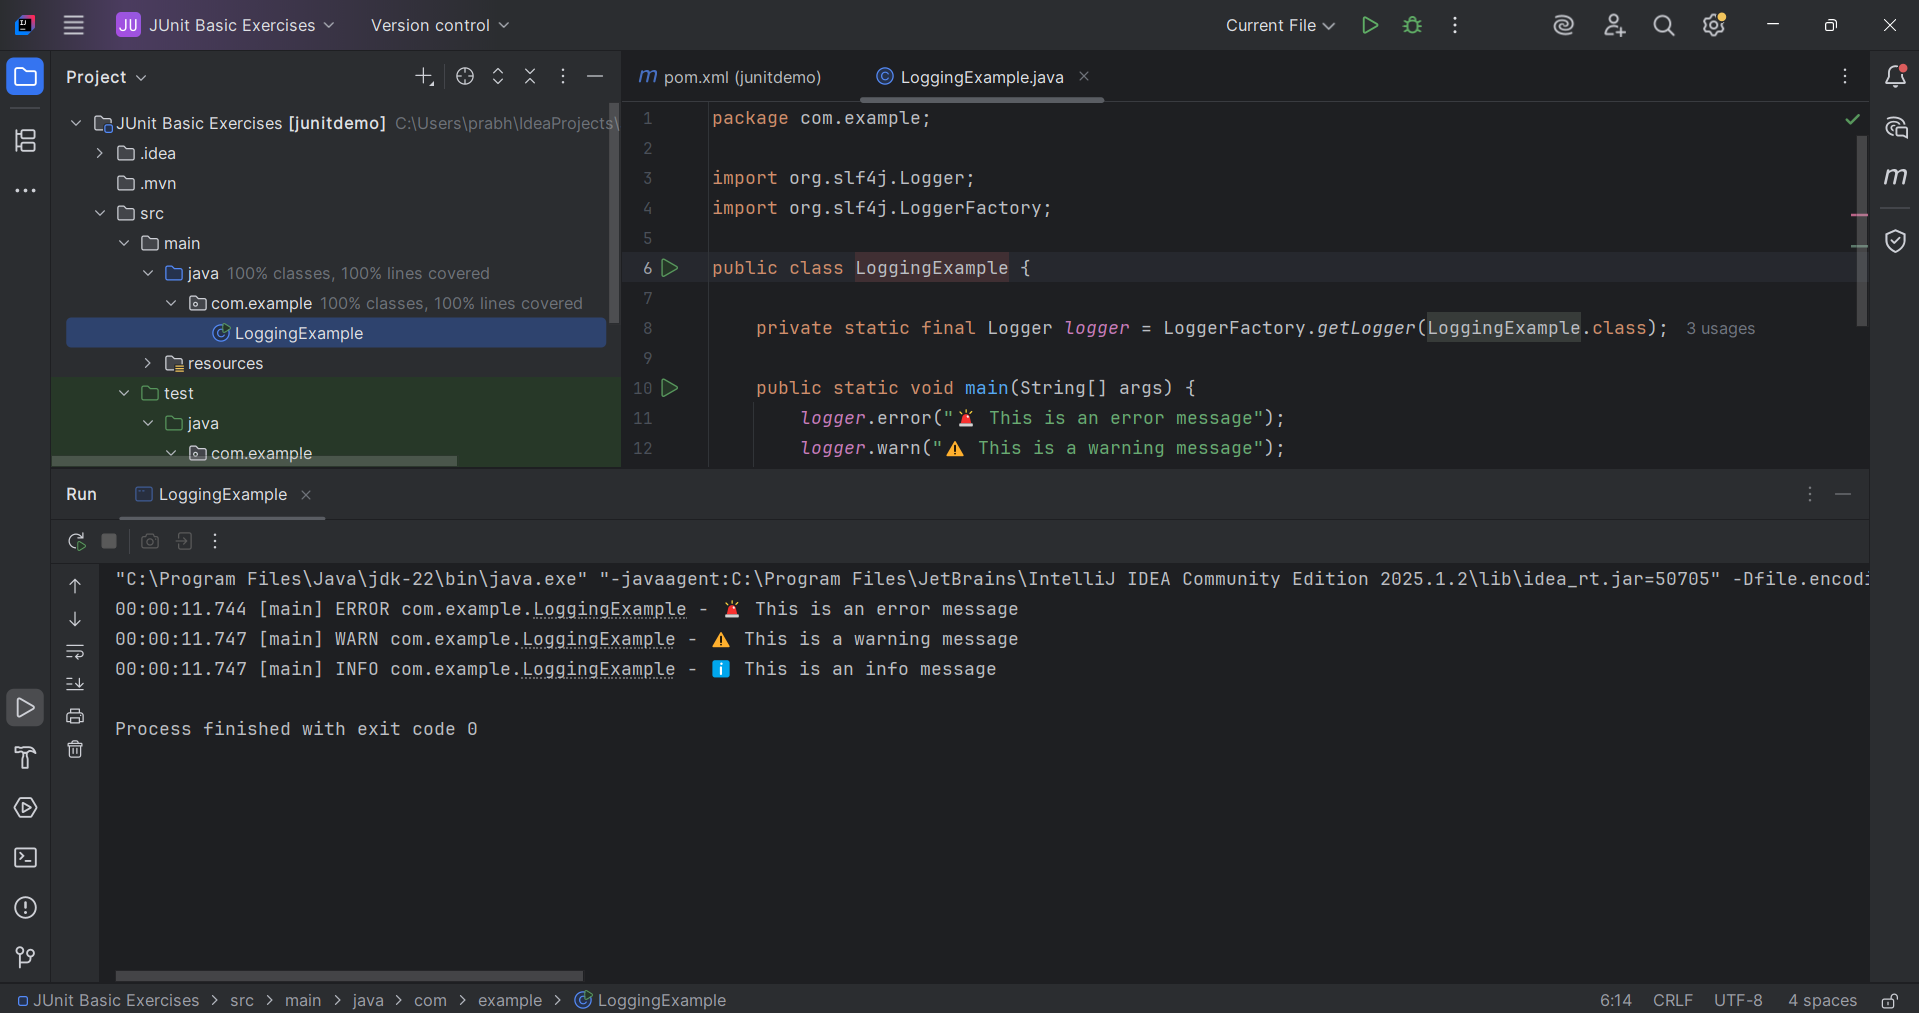 JU JUnit Basic Exercises Version control Current File
Project
pom.xml (junitdemo) LoggingExample.java
JUnit Basic Exercises [junitdemo] C:\Users\prabh\IdeaProjects\
.idea
.mvn
src
main
java 100% classes, 100% lines covered
com.example 100% classes, 100% lines covered
LoggingExample
resources
test
java
com.example
1 package com.example;
2
3 import org.slf4j.Logger;
4 import org.slf4j.LoggerFactory;
5
6 public class LoggingExample {
7
8 private static final Logger logger = LoggerFactory.getLogger(LoggingExample.class); 3 usages
9
10 public static void main(String[] args) {
11 logger.error("🚨 This is an error message");
12 logger.warn("⚠️ This is a warning message");
Run LoggingExample
"C:\Program Files\Java\jdk-22\bin\java.exe" "-javaagent:C:\Program Files\JetBrains\IntelliJ IDEA Community Edition 2025.1.2\lib\idea_rt.jar=50705" -Dfile.encodi
00:00:11.744 [main] ERROR com.example.LoggingExample - 🚨 This is an error message
00:00:11.747 [main] WARN com.example.LoggingExample - ⚠️ This is a warning message
00:00:11.747 [main] INFO com.example.LoggingExample - ℹ️ This is an info message
Process finished with exit code 0
JUnit Basic Exercises > src > main > java > com > example > LoggingExample 6:14 CRLF UTF-8 4 spaces